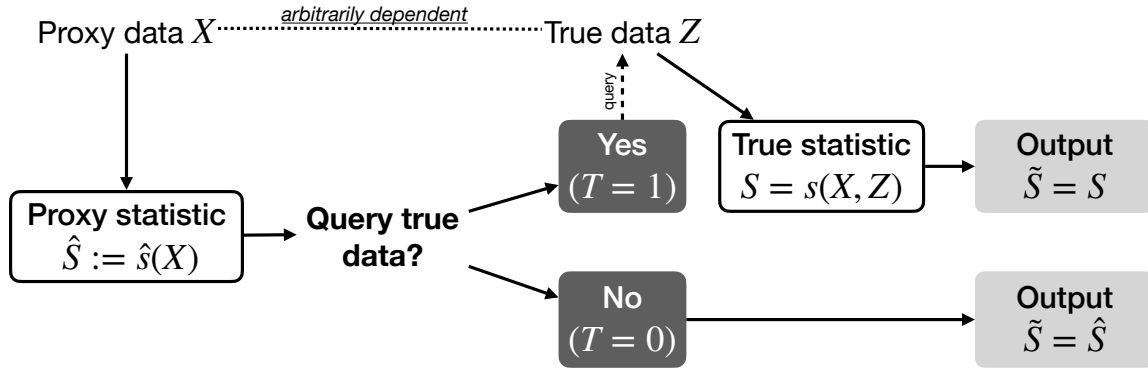 Proxy data X
arbitrarily dependent
True data Z
query
Yes
(T = 1)
True statistic
S = s(X, Z)
Output
S̃ = S
Proxy statistic
Ŝ := ŝ(X)
Query true
data?
No
(T = 0)
Output
S̃ = Ŝ